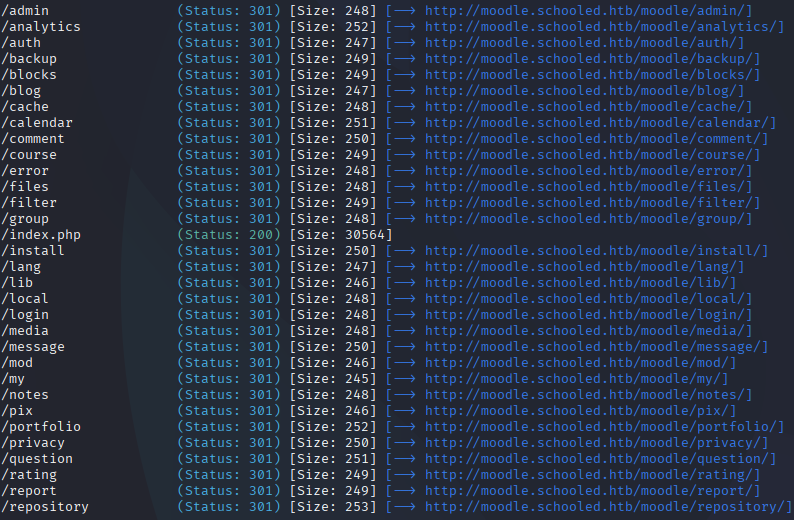 /admin (Status: 301) [Size: 248] [--> http://moodle.schooled.htb/moodle/admin/]
/analytics (Status: 301) [Size: 252] [--> http://moodle.schooled.htb/moodle/analytics/]
/auth (Status: 301) [Size: 247] [--> http://moodle.schooled.htb/moodle/auth/]
/backup (Status: 301) [Size: 249] [--> http://moodle.schooled.htb/moodle/backup/]
/blocks (Status: 301) [Size: 249] [--> http://moodle.schooled.htb/moodle/blocks/]
/blog (Status: 301) [Size: 247] [--> http://moodle.schooled.htb/moodle/blog/]
/cache (Status: 301) [Size: 248] [--> http://moodle.schooled.htb/moodle/cache/]
/calendar (Status: 301) [Size: 251] [--> http://moodle.schooled.htb/moodle/calendar/]
/comment (Status: 301) [Size: 250] [--> http://moodle.schooled.htb/moodle/comment/]
/course (Status: 301) [Size: 249] [--> http://moodle.schooled.htb/moodle/course/]
/error (Status: 301) [Size: 248] [--> http://moodle.schooled.htb/moodle/error/]
/files (Status: 301) [Size: 248] [--> http://moodle.schooled.htb/moodle/files/]
/filter (Status: 301) [Size: 249] [--> http://moodle.schooled.htb/moodle/filter/]
/group (Status: 301) [Size: 248] [--> http://moodle.schooled.htb/moodle/group/]
/index.php (Status: 200) [Size: 30564]
/install (Status: 301) [Size: 250] [--> http://moodle.schooled.htb/moodle/install/]
/lang (Status: 301) [Size: 247] [--> http://moodle.schooled.htb/moodle/lang/]
/lib (Status: 301) [Size: 246] [--> http://moodle.schooled.htb/moodle/lib/]
/local (Status: 301) [Size: 248] [--> http://moodle.schooled.htb/moodle/local/]
/login (Status: 301) [Size: 248] [--> http://moodle.schooled.htb/moodle/login/]
/media (Status: 301) [Size: 248] [--> http://moodle.schooled.htb/moodle/media/]
/message (Status: 301) [Size: 250] [--> http://moodle.schooled.htb/moodle/message/]
/mod (Status: 301) [Size: 246] [--> http://moodle.schooled.htb/moodle/mod/]
/my (Status: 301) [Size: 245] [--> http://moodle.schooled.htb/moodle/my/]
/notes (Status: 301) [Size: 248] [--> http://moodle.schooled.htb/moodle/notes/]
/pix (Status: 301) [Size: 246] [--> http://moodle.schooled.htb/moodle/pix/]
/portfolio (Status: 301) [Size: 252] [--> http://moodle.schooled.htb/moodle/portfolio/]
/privacy (Status: 301) [Size: 250] [--> http://moodle.schooled.htb/moodle/privacy/]
/question (Status: 301) [Size: 251] [--> http://moodle.schooled.htb/moodle/question/]
/rating (Status: 301) [Size: 249] [--> http://moodle.schooled.htb/moodle/rating/]
/report (Status: 301) [Size: 249] [--> http://moodle.schooled.htb/moodle/report/]
/repository (Status: 301) [Size: 253] [--> http://moodle.schooled.htb/moodle/repository/]